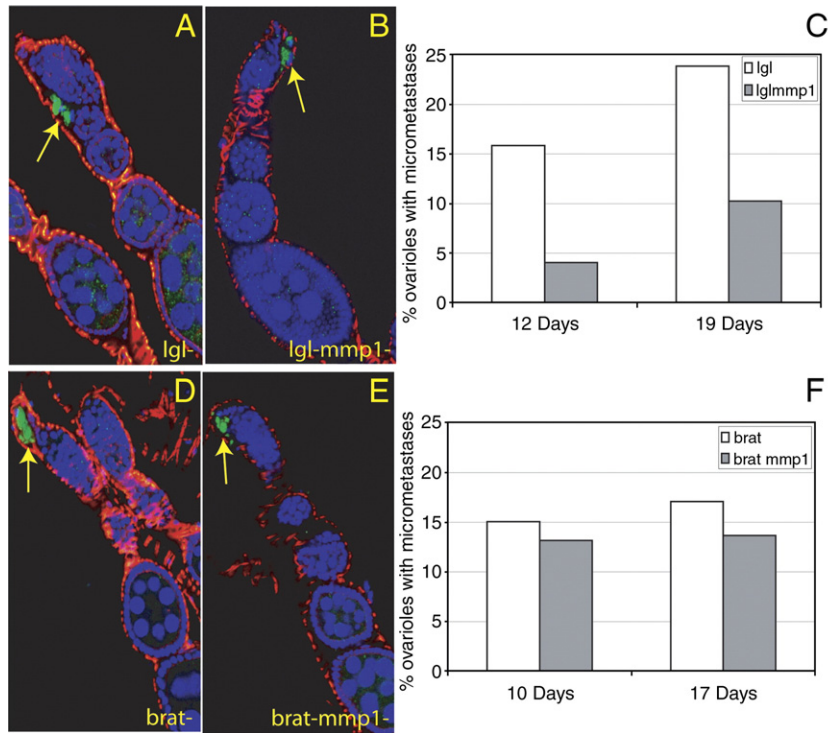 A
lgl-
B
lgl-mmp1-
C
% ovarioles with micrometastases
25
20
15
10
5
0
lgl
lglmmp1
12 Days
19 Days
D
brat-
E
brat-mmp1-
F
% ovarioles with micrometastases
25
20
15
10
5
0
brat
brat mmp1
10 Days
17 Days